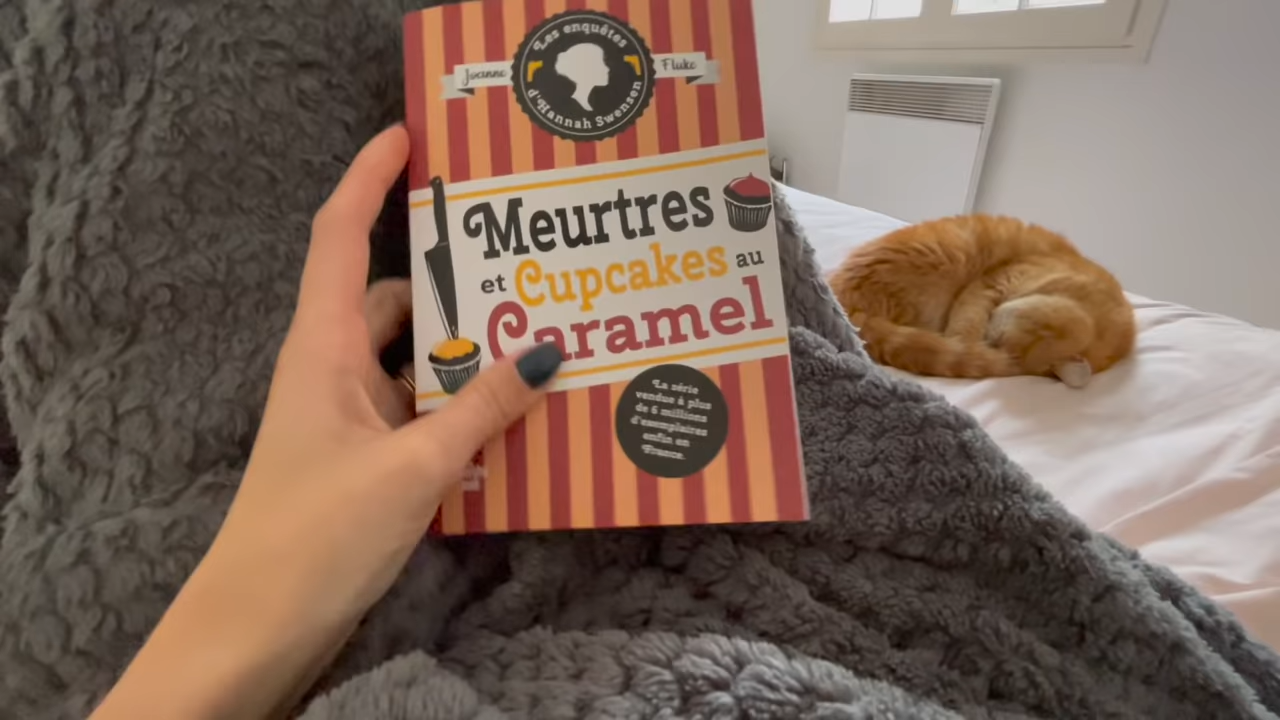 Les enquêtes
Joanne Fluke
d'Hannah Swensen
Meurtres
et Cupcakes au
Caramel
La série
vendue à plus
de 6 millions
d'exemplaires
enfin en
France.